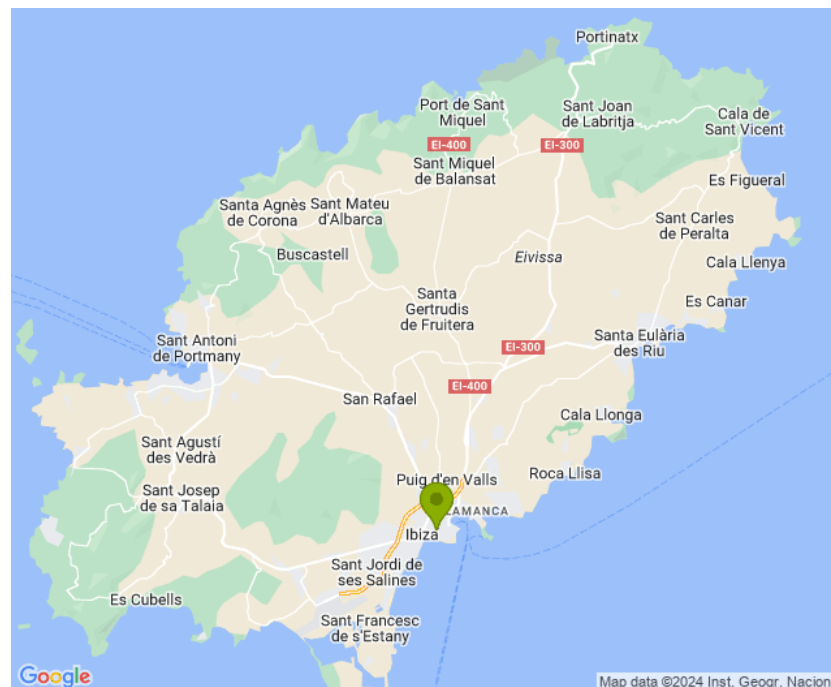 Portinatx
Port de Sant
Miquel
Sant Joan
de Labritja
Cala de
Sant Vicent
EI-400
EI-300
Sant Miquel
de Balansat
Es Figueral
Santa Agnès
de Corona
Sant Mateu
d'Albarca
Sant Carles
de Peralta
Buscastell
Eivissa
Cala Llenya
Santa
Gertrudis
de Fruitera
Es Canar
Sant Antoni
de Portmany
Santa Eulària
des Riu
EI-300
EI-400
San Rafael
Cala Llonga
Sant Agustí
des Vedrà
Roca Llisa
Puig d'en Valls
Sant Josep
de sa Talaia
LAMANCA
Ibiza
Sant Jordi de
ses Salines
Es Cubells
Sant Francesc
de s'Estany
Google
Map data ©2024 Inst. Geogr. Nacion